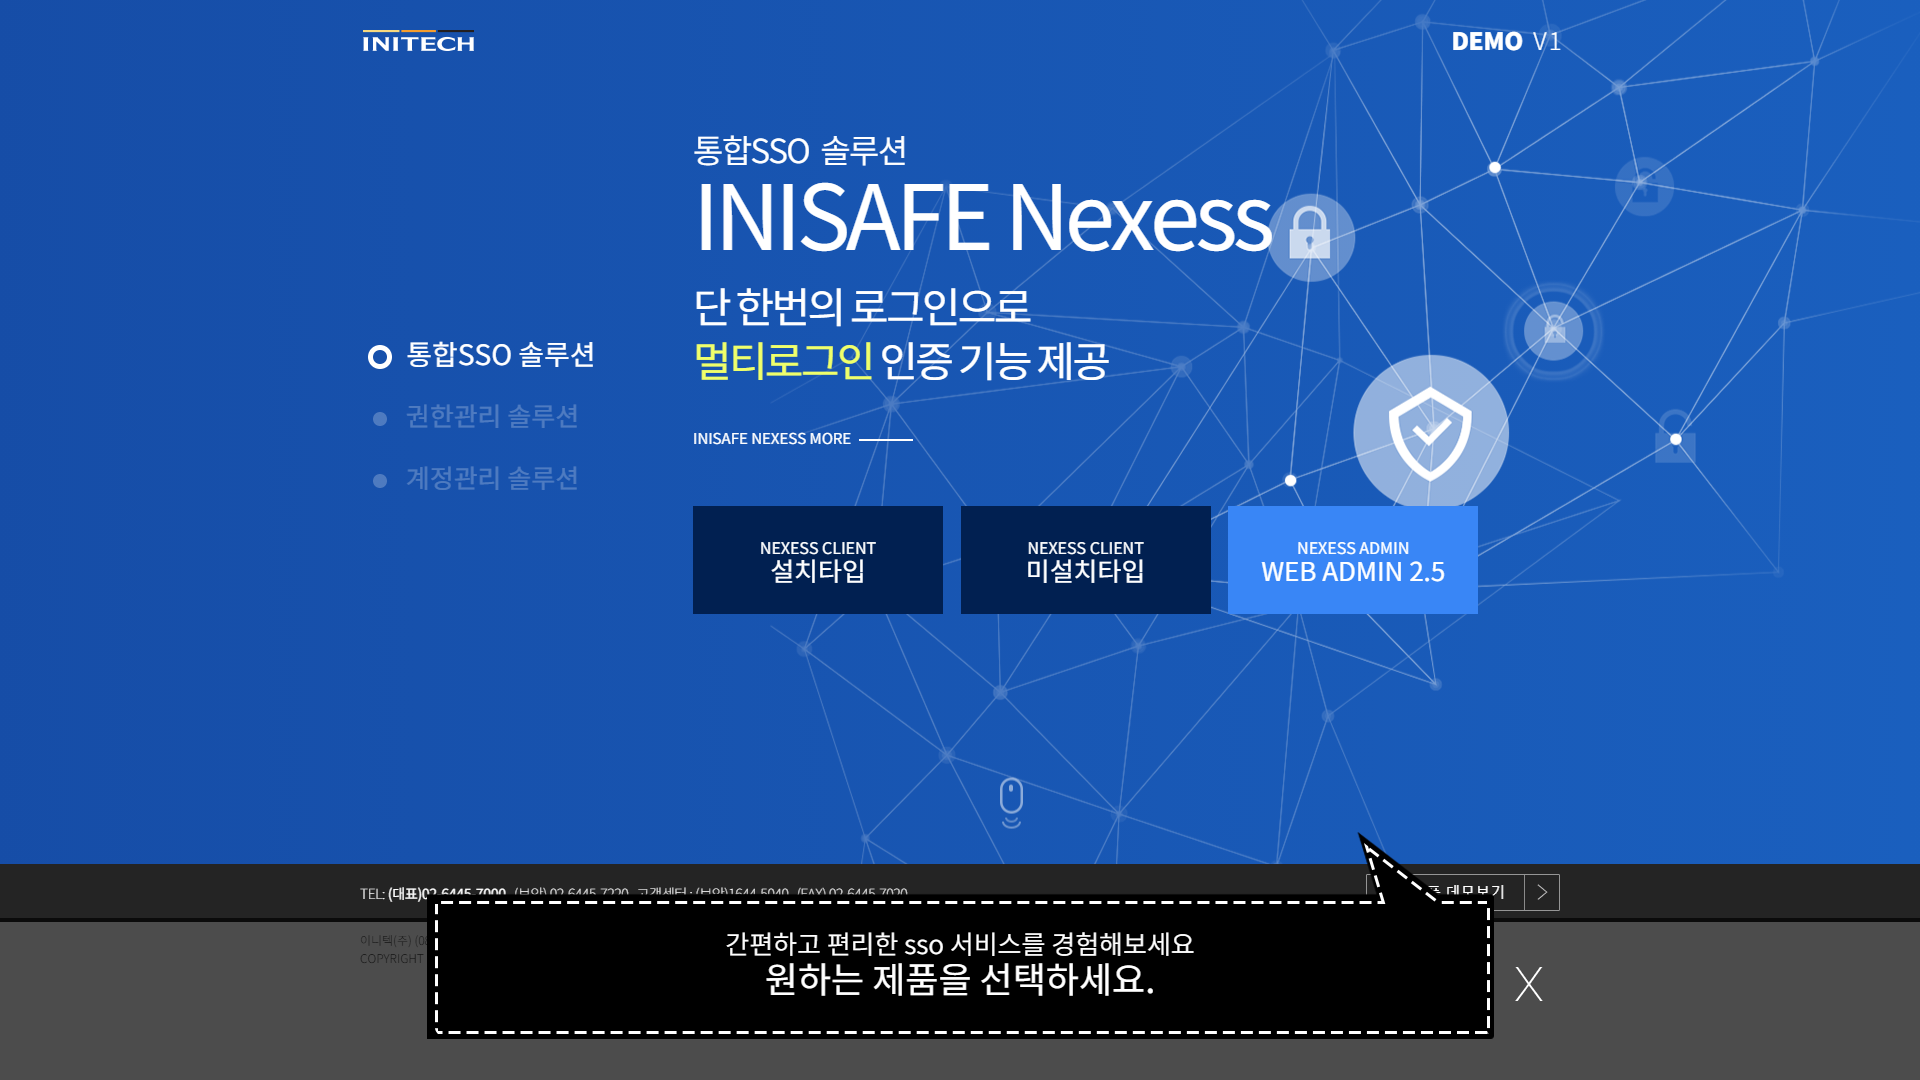 INITECH
DEMO V1
통합SSO 솔루션
INISAFE Nexess
단 한번의 로그인으로
멀티로그인 인증 기능 제공
통합SSO 솔루션
권한관리 솔루션
계정관리 솔루션
INISAFE NEXESS MORE
NEXESS CLIENT
설치타입
NEXESS CLIENT
미설치타입
NEXESS ADMIN
WEB ADMIN 2.5
TEL: (대표)02-6445-7000 (보안) 02-6445-7220 고객센터 : (보안)1644-5040 (FAX) 02-6445-7020
데모보기
이니텍(주)
COPYRIGHT
간편하고 편리한 sso 서비스를 경험해보세요
원하는 제품을 선택하세요.